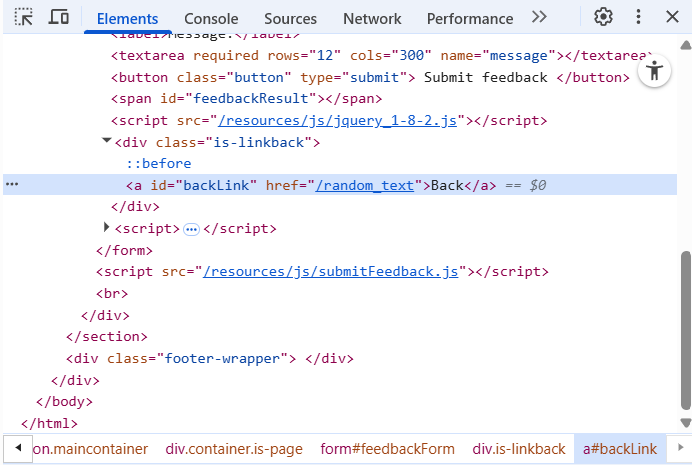 Elements Console Sources Network Performance
<label>Message:</label>
<textarea required rows="12" cols="300" name="message"></textarea>
<button class="button" type="submit"> Submit feedback </button>
<span id="feedbackResult"></span>
<script src="/resources/js/jquery_1-8-2.js"></script>
<div class="is-linkback">
::before
<a id="backLink" href="/random_text">Back</a> == $0
</div>
<script></script>
</form>
<script src="/resources/js/submitFeedback.js"></script>
<br>
</div>
</section>
<div class="footer-wrapper"> </div>
</div>
</body>
</html>
on.maincontainer div.container.is-page form#feedbackForm div.is-linkback a#backLink